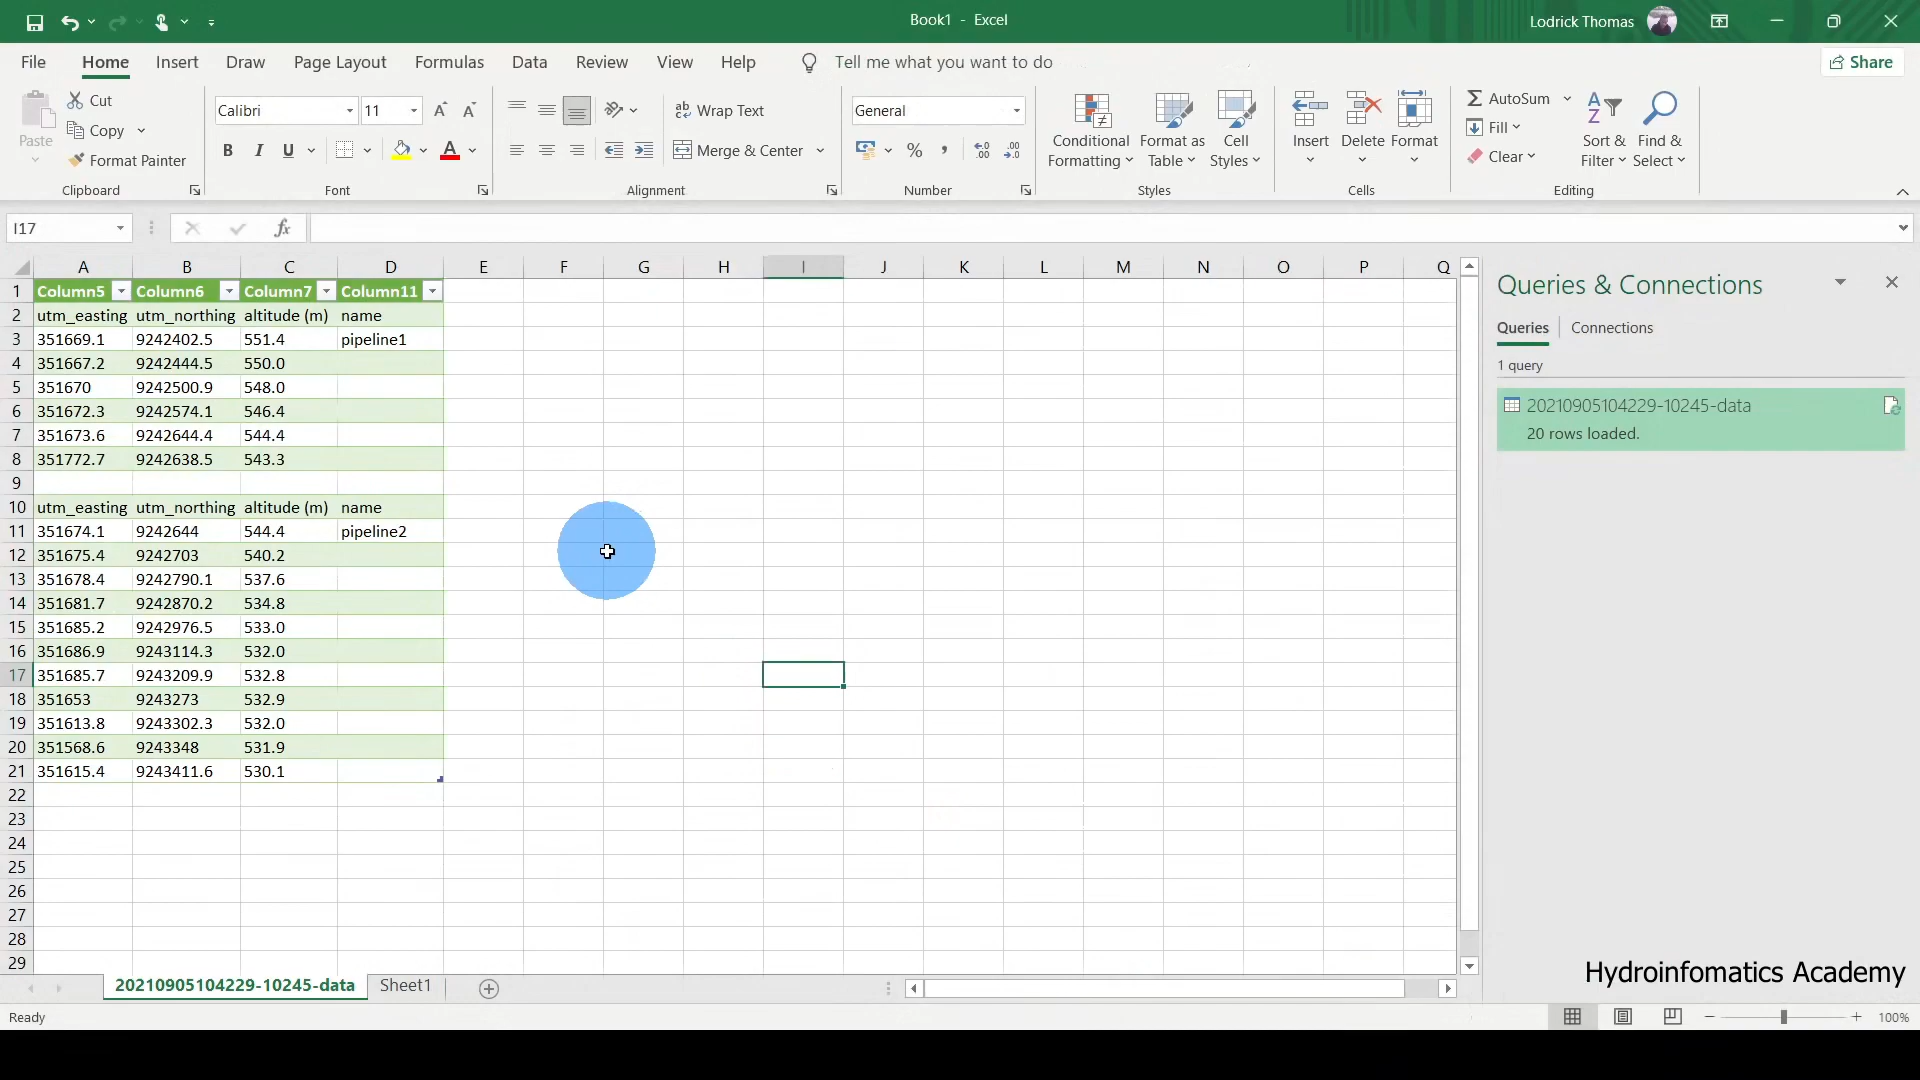 Book1 - Excel
Lodrick Thomas
File Home Insert Draw Page Layout Formulas Data Review View Help Tell me what you want to do Share
Paste
Cut
Copy
Format Painter
Clipboard
Calibri 11
B I U
Font
Wrap Text
Merge & Center
Alignment
General
Number
Conditional Formatting
Format as Table
Cell Styles
Styles
Insert Delete Format
Cells
AutoSum
Fill
Clear
Sort & Filter
Find & Select
Editing
I17 fx
A B C D E F G H I J K L M N O P Q
1 Column5 Column6 Column7 Column11
2 utm_easting utm_northing altitude (m) name
3 351669.1 9242402.5 551.4 pipeline1
4 351667.2 9242444.5 550.0
5 351670 9242500.9 548.0
6 351672.3 9242574.1 546.4
7 351673.6 9242644.4 544.4
8 351772.7 9242638.5 543.3
9
10 utm_easting utm_northing altitude (m) name
11 351674.1 9242644 544.4 pipeline2
12 351675.4 9242703 540.2
13 351678.4 9242790.1 537.6
14 351681.7 9242870.2 534.8
15 351685.2 9242976.5 533.0
16 351686.9 9243114.3 532.0
17 351685.7 9243209.9 532.8
18 351653 9243273 532.9
19 351613.8 9243302.3 532.0
20 351568.6 9243348 531.9
21 351615.4 9243411.6 530.1
22
23
24
25
26
27
28
29
Queries & Connections
Queries Connections
1 query
20210905104229-10245-data
20 rows loaded.
Hydroinfomatics Academy
20210905104229-10245-data Sheet1
Ready
100%